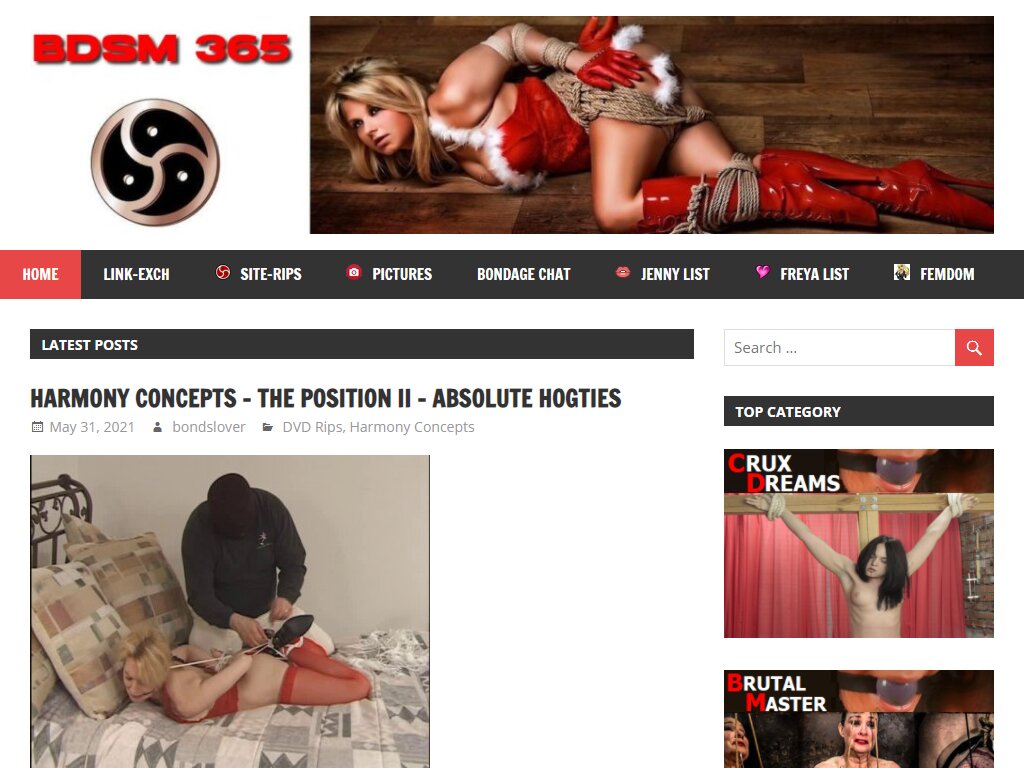 BDSM 365
HOME
LINK-EXCH
SITE-RIPS
PICTURES
BONDAGE CHAT
JENNY LIST
FREYA LIST
FEMDOM
LATEST POSTS
HARMONY CONCEPTS - THE POSITION II - ABSOLUTE HOGTIES
May 31, 2021 bondslover DVD Rips, Harmony Concepts
Search ...
TOP CATEGORY
CRUX
DREAMS
BRUTAL
MASTER